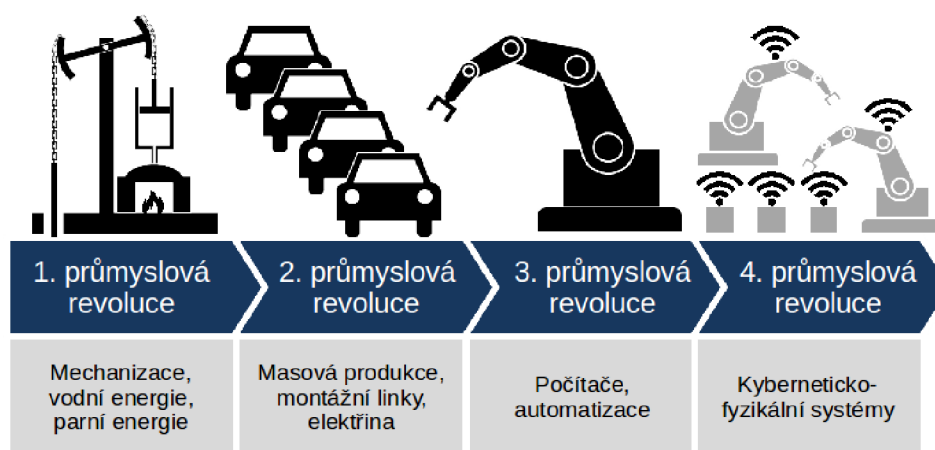 1. průmyslová
revoluce
2. průmyslová
revoluce
3. průmyslová
revoluce
4. průmyslová
revoluce
Mechanizace,
vodní energie,
parní energie
Masová produkce,
montážní linky,
elektřina
Počítače,
automatizace
Kyberneticko-
fyzikální systémy